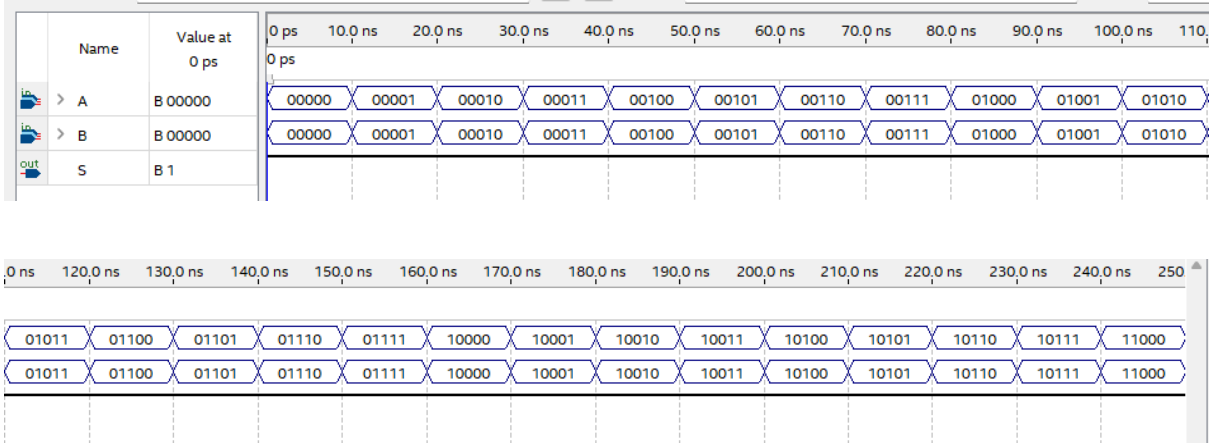 Name Value at 0 ps 0 ps 10.0 ns 20.0 ns 30.0 ns 40.0 ns 50.0 ns 60.0 ns 70.0 ns 80.0 ns 90.0 ns 100.0 ns 110.
0 ps
in > A B 00000 00000 00001 00010 00011 00100 00101 00110 00111 01000 01001 01010
in > B B 00000 00000 00001 00010 00011 00100 00101 00110 00111 01000 01001 01010
out S B 1
.0 ns 120.0 ns 130.0 ns 140.0 ns 150.0 ns 160.0 ns 170.0 ns 180.0 ns 190.0 ns 200.0 ns 210.0 ns 220.0 ns 230.0 ns 240.0 ns 250
01011 01100 01101 01110 01111 10000 10001 10010 10011 10100 10101 10110 10111 11000
01011 01100 01101 01110 01111 10000 10001 10010 10011 10100 10101 10110 10111 11000